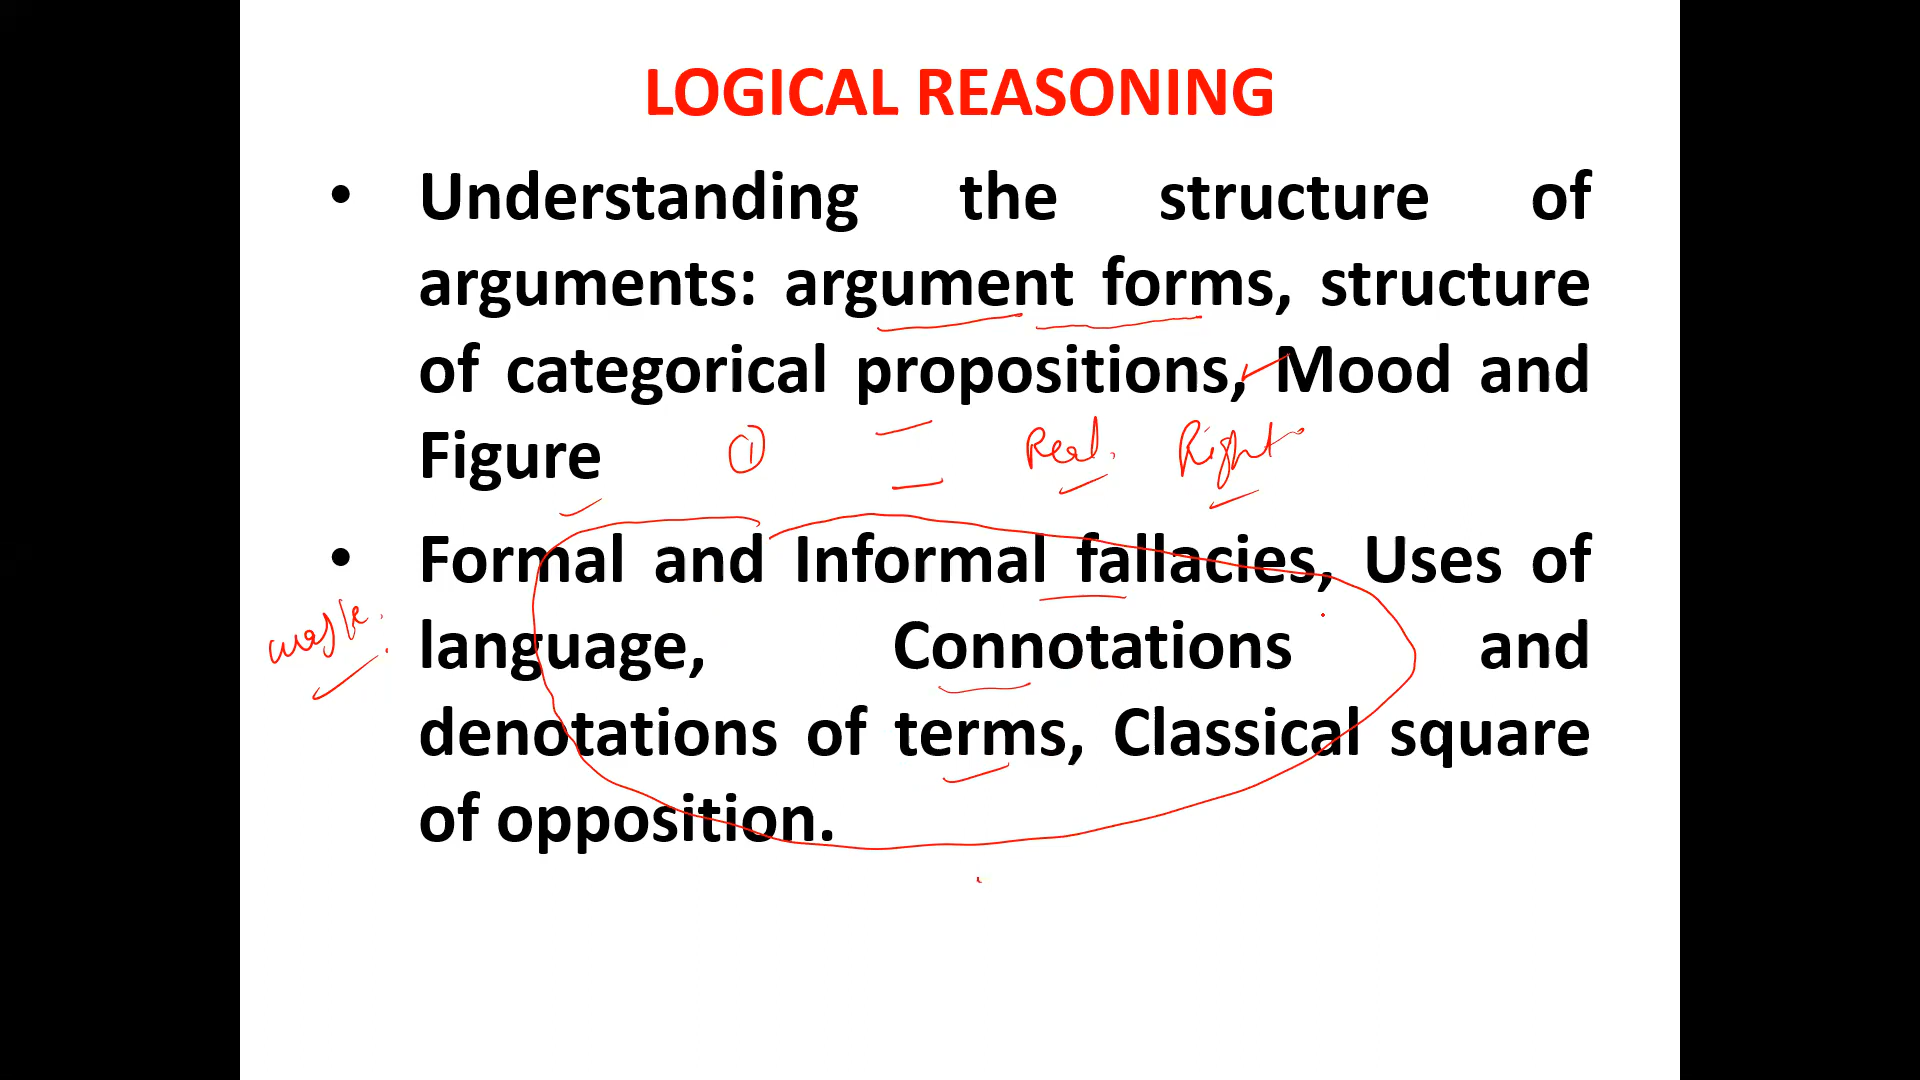 LOGICAL REASONING
• Understanding the structure of
arguments: argument forms, structure
of categorical propositions, Mood and
Figure ① Real. Right
• Formal and Informal fallacies, Uses of
language, Connotations and
denotations of terms, Classical square
of opposition.